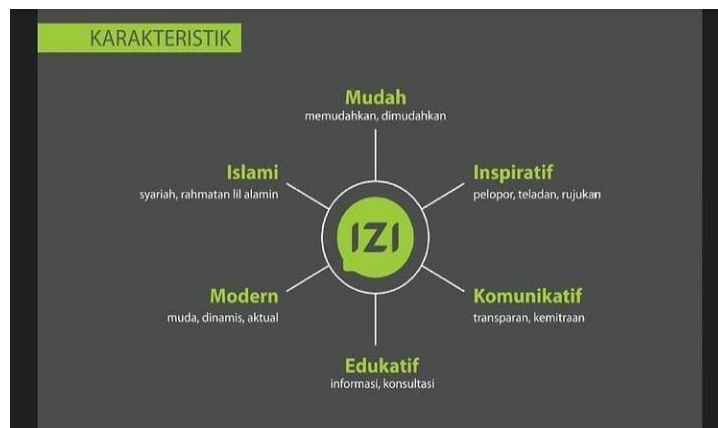 KARAKTERISTIK
Mudah
memudahkan, dimudahkan
Islami
syariah, rahmatan lil alamin
Inspiratif
pelopor, teladan, rujukan
IZI
Modern
muda, dinamis, aktual
Komunikatif
transparan, kemitraan
Edukatif
informasi, konsultasi